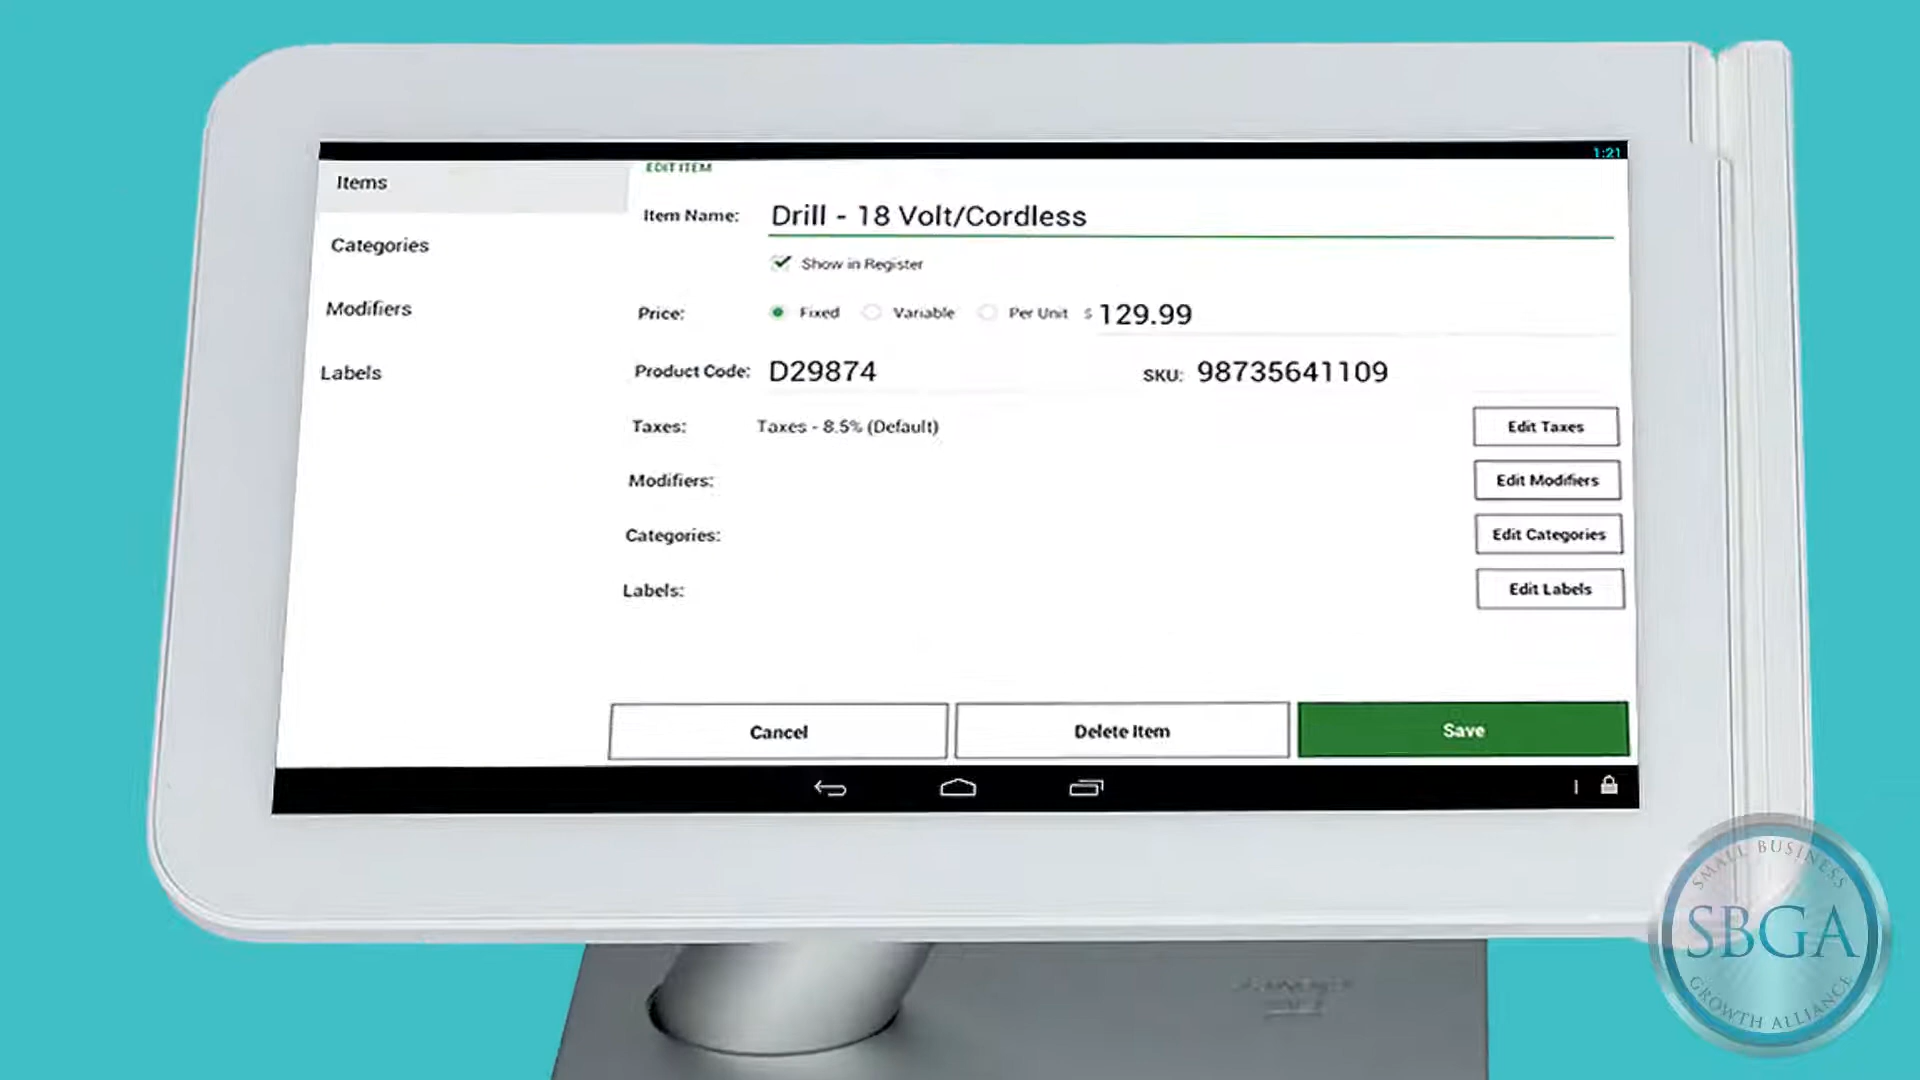 1:21
Items
EDIT ITEM
Item Name: Drill - 18 Volt/Cordless
Categories
Show in Register
Modifiers
Price: Fixed Variable Per Unit $ 129.99
Labels
Product Code: D29874 SKU: 98735641109
Taxes: Taxes - 8.5% (Default) Edit Taxes
Modifiers: Edit Modifiers
Categories: Edit Categories
Labels: Edit Labels
Cancel Delete Item Save
SMALL BUSINESS
SBGA
GROWTH ALLIANCE